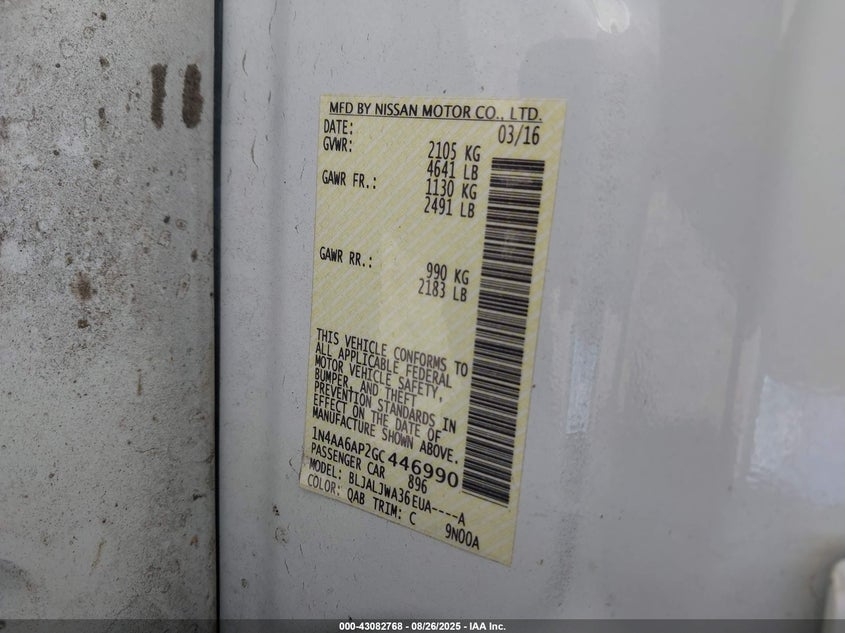 MFD BY NISSAN MOTOR CO., LTD.
DATE: 03/16
GVWR: 2105 KG
4641 LB
GAWR FR.: 1130 KG
2491 LB
GAWR RR.: 990 KG
2183 LB
THIS VEHICLE CONFORMS TO
ALL APPLICABLE FEDERAL
MOTOR VEHICLE SAFETY,
BUMPER, AND THEFT
PREVENTION STANDARDS IN
EFFECT ON THE DATE OF
MANUFACTURE SHOWN ABOVE.
1N4AA6AP2GC446990
PASSENGER CAR 896
MODEL: BLJALJWA36EUA----A
COLOR: QAB TRIM: C 9N00A
000-43082768 - 08/26/2025 - IAA Inc.